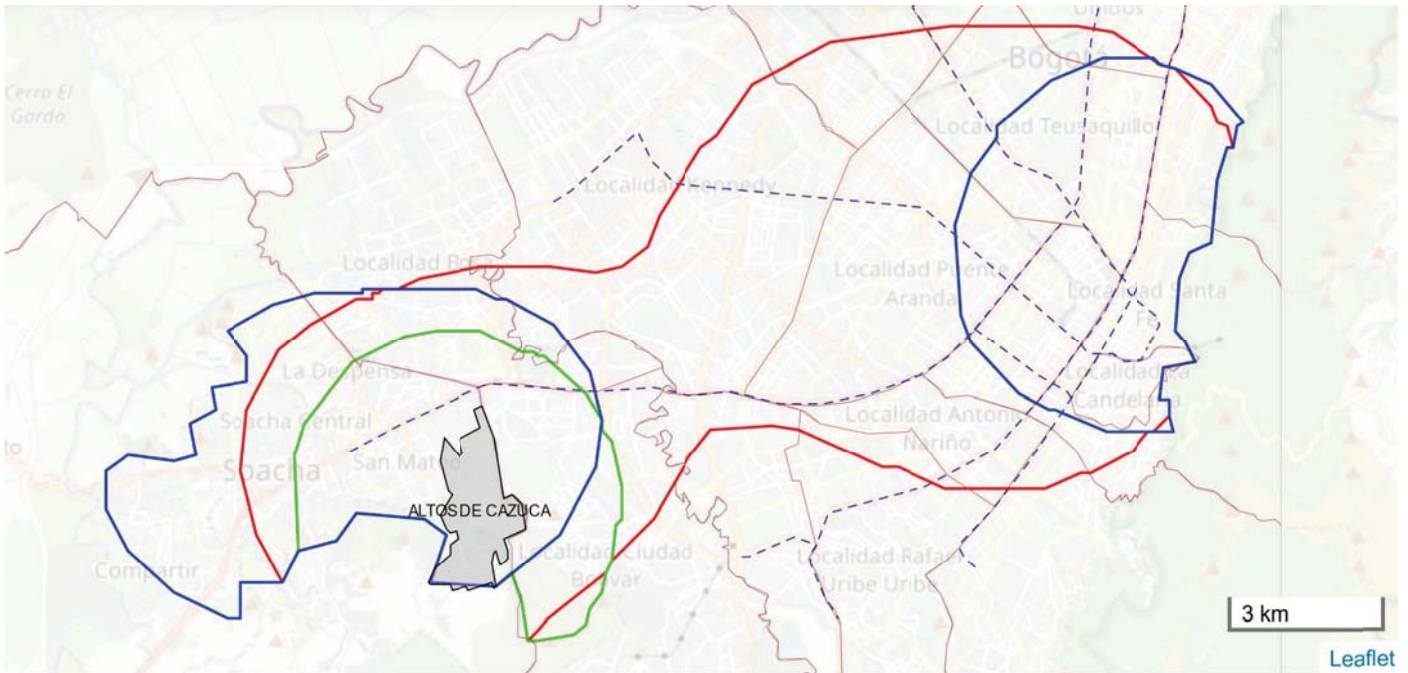 Unidos
Bogotá
Cerro El
Gordo
Localidad Teusaquillo
Localidad Kennedy
Localidad Bosa
Localidad Puente
Aranda
Localidad Santa
Fe
La Despensa
Localidad La
Candelaria
Soacha Central
Localidad Antonio
Nariño
to
San Mateo
Soacha
ALTOS DE CAZUCA
Localidad Ciudad
Bolívar
Localidad Rafael
Uribe Uribe
Compartir
3 km
Leaflet